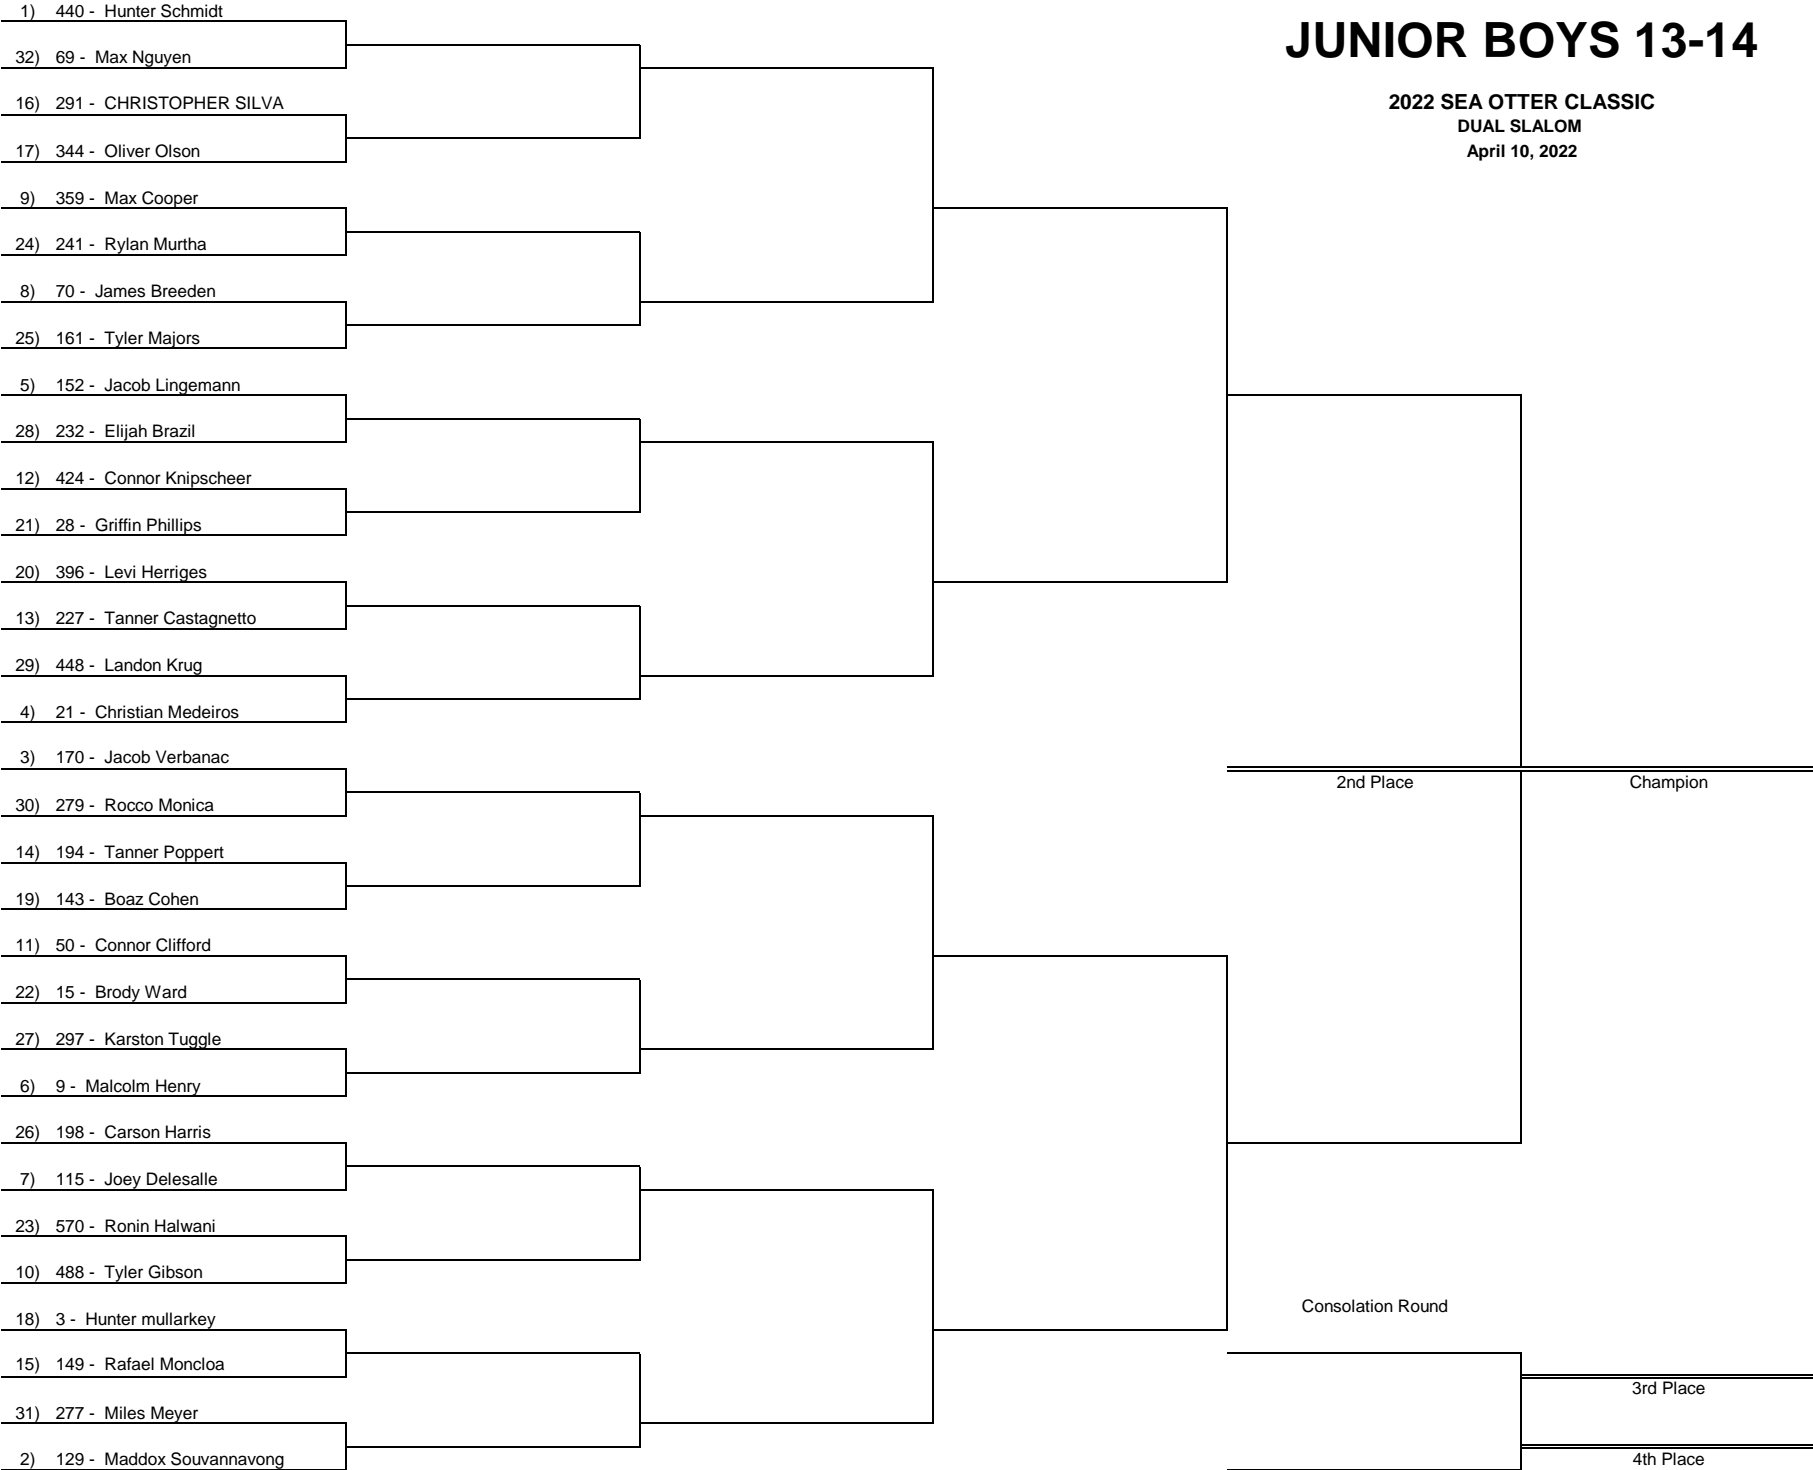 JUNIOR BOYS 13-14
2022 SEA OTTER CLASSIC
DUAL SLALOM
April 10, 2022
1) 440 - Hunter Schmidt
32) 69 - Max Nguyen
16) 291 - CHRISTOPHER SILVA
17) 344 - Oliver Olson
9) 359 - Max Cooper
24) 241 - Rylan Murtha
8) 70 - James Breeden
25) 161 - Tyler Majors
5) 152 - Jacob Lingemann
28) 232 - Elijah Brazil
12) 424 - Connor Knipscheer
21) 28 - Griffin Phillips
20) 396 - Levi Herriges
13) 227 - Tanner Castagnetto
29) 448 - Landon Krug
4) 21 - Christian Medeiros
3) 170 - Jacob Verbanac
30) 279 - Rocco Monica
14) 194 - Tanner Poppert
19) 143 - Boaz Cohen
11) 50 - Connor Clifford
22) 15 - Brody Ward
27) 297 - Karston Tuggle
6) 9 - Malcolm Henry
26) 198 - Carson Harris
7) 115 - Joey Delesalle
23) 570 - Ronin Halwani
10) 488 - Tyler Gibson
18) 3 - Hunter mullarkey
15) 149 - Rafael Moncloa
31) 277 - Miles Meyer
2) 129 - Maddox Souvannavong
2nd Place
Champion
Consolation Round
3rd Place
4th Place